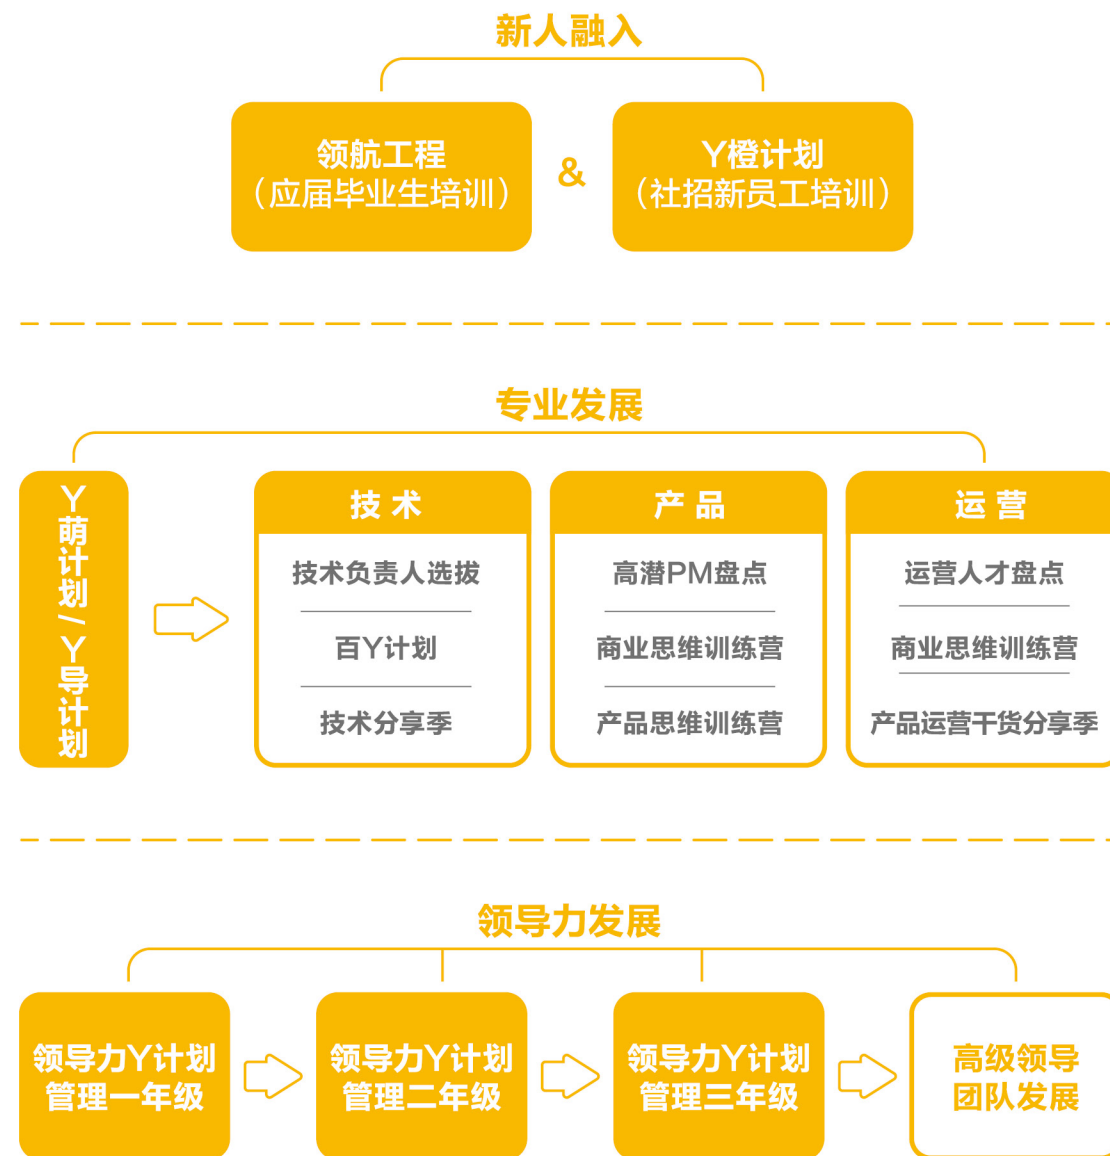 新人融入
领航工程
（应届毕业生培训）
&
Y橙计划
（社招新员工培训）
专业发展
Y萌计划/Y导计划
技术
技术负责人选拔
百Y计划
技术分享季
产品
高潜PM盘点
商业思维训练营
产品思维训练营
运营
运营人才盘点
商业思维训练营
产品运营干货分享季
领导力发展
领导力Y计划
管理一年级
领导力Y计划
管理二年级
领导力Y计划
管理三年级
高级领导
团队发展